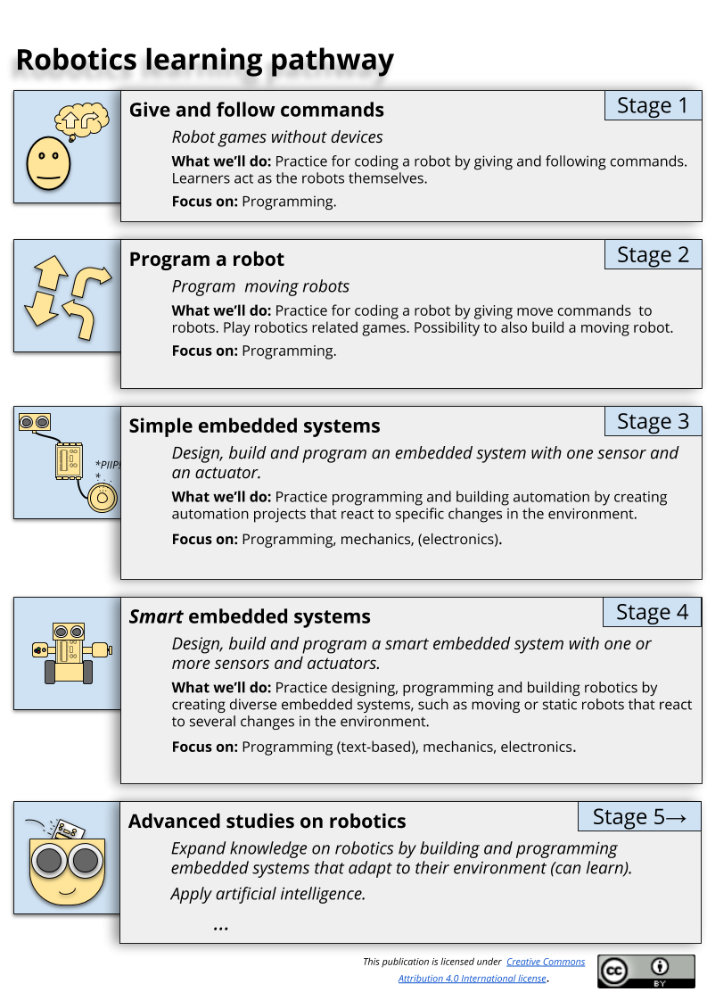 Robotics learning pathway
Give and follow commands
Stage 1
Robot games without devices
What we’ll do: Practice for coding a robot by giving and following commands.
Learners act as the robots themselves.
Focus on: Programming.
Program a robot
Stage 2
Program  moving robots
What we’ll do: Practice for coding a robot by giving move commands  to
robots. Play robotics related games. Possibility to also build a moving robot.
Focus on: Programming.
*PIIP!
*
Simple embedded systems
Stage 3
Design, build and program an embedded system with one sensor and
an actuator.
What we’ll do: Practice programming and building automation by creating
automation projects that react to specific changes in the environment.
Focus on: Programming, mechanics, (electronics).
Smart embedded systems
Stage 4
Design, build and program a smart embedded system with one or
more sensors and actuators.
What we’ll do: Practice designing, programming and building robotics by
creating diverse embedded systems, such as moving or static robots that react
to several changes in the environment.
Focus on: Programming (text-based), mechanics, electronics.
Advanced studies on robotics
Stage 5→
Expand knowledge on robotics by building and programming
embedded systems that adapt to their environment (can learn).
Apply artificial intelligence.
...
This publication is licensed under  Creative Commons
Attribution 4.0 International license.
cc
BY